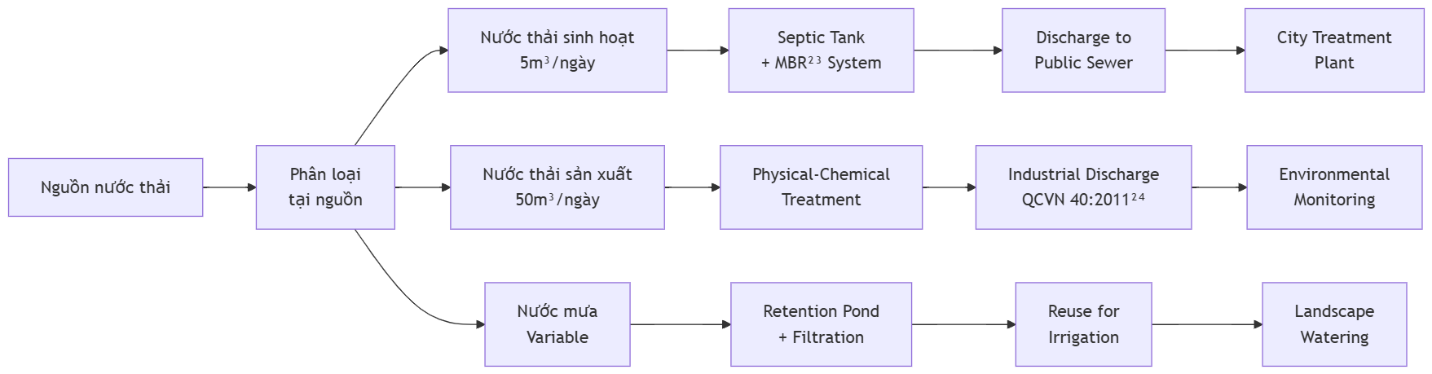 Nguồn nước thải
Phân loại
tại nguồn
Nước thải sinh hoạt
5m³/ngày
Septic Tank
+ MBR²³ System
Discharge to
Public Sewer
City Treatment
Plant
Nước thải sản xuất
50m³/ngày
Physical-Chemical
Treatment
Industrial Discharge
QCVN 40:2011²⁴
Environmental
Monitoring
Nước mưa
Variable
Retention Pond
+ Filtration
Reuse for
Irrigation
Landscape
Watering